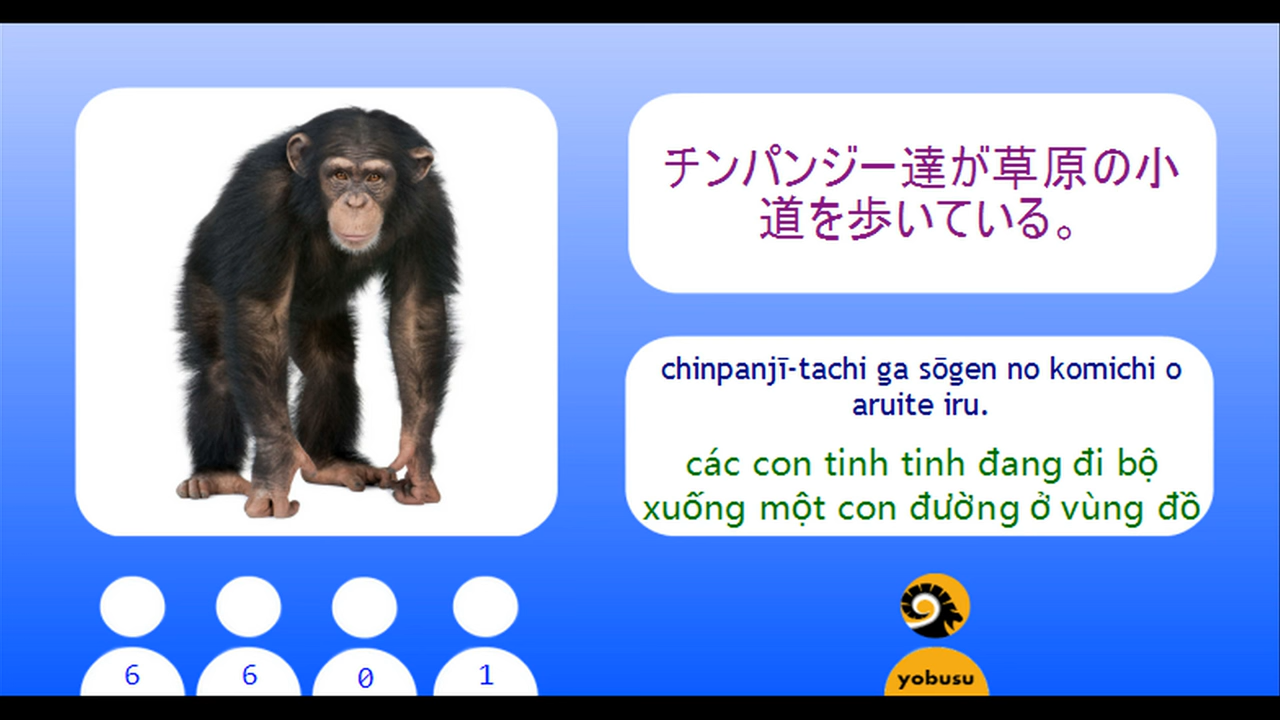 チンパンジー達が草原の小
道を歩いている。
chinpanjī-tachi ga sōgen no komichi o
aruite iru.
các con tinh tinh đang đi bộ
xuống một con đường ở vùng đồ
6 6 0 1
yobusu